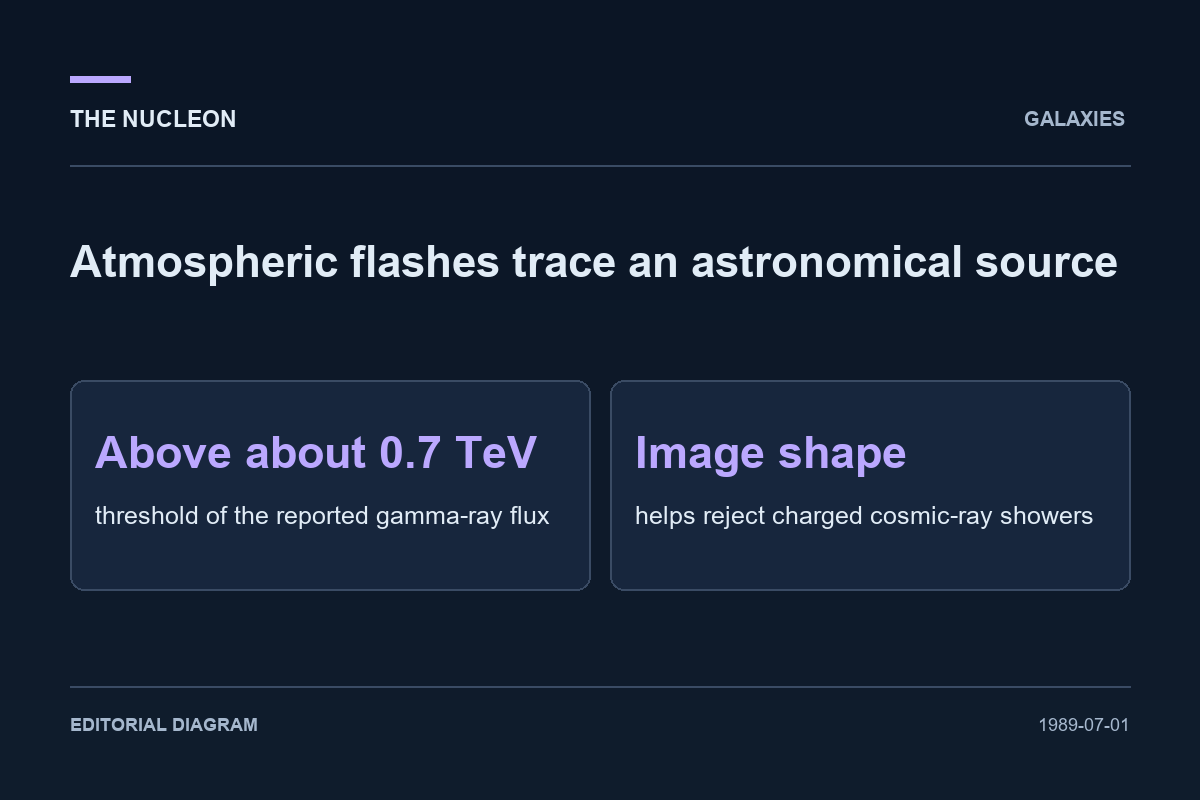 THE NUCLEON
GALAXIES
Atmospheric flashes trace an astronomical source
Above about 0.7 TeV
threshold of the reported gamma-ray flux
Image shape
helps reject charged cosmic-ray showers
EDITORIAL DIAGRAM
1989-07-01